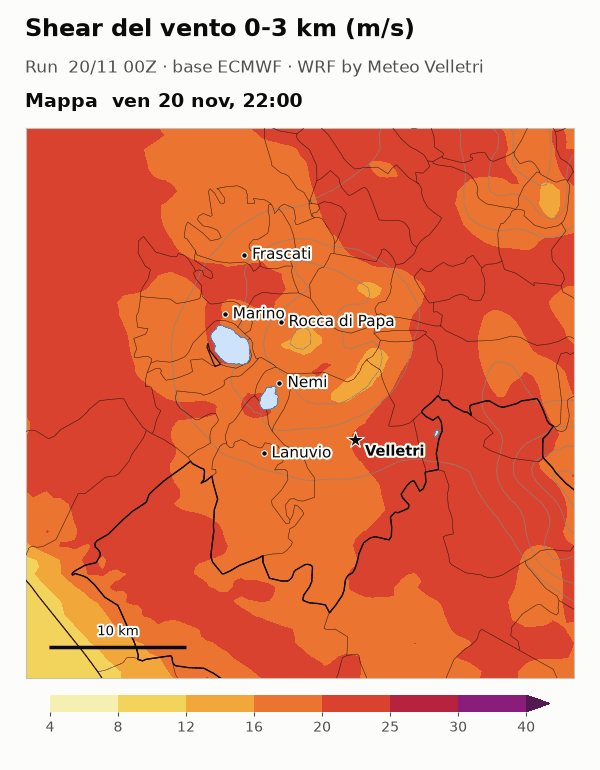 Shear del vento 0-3 km (m/s)
Run  20/11 00Z · base ECMWF · WRF by Meteo Velletri
Mappa  ven 20 nov, 22:00
Frascati
Marino
Rocca di Papa
Nemi
Velletri
Lanuvio
10 km
4 8 12 16 20 25 30 40